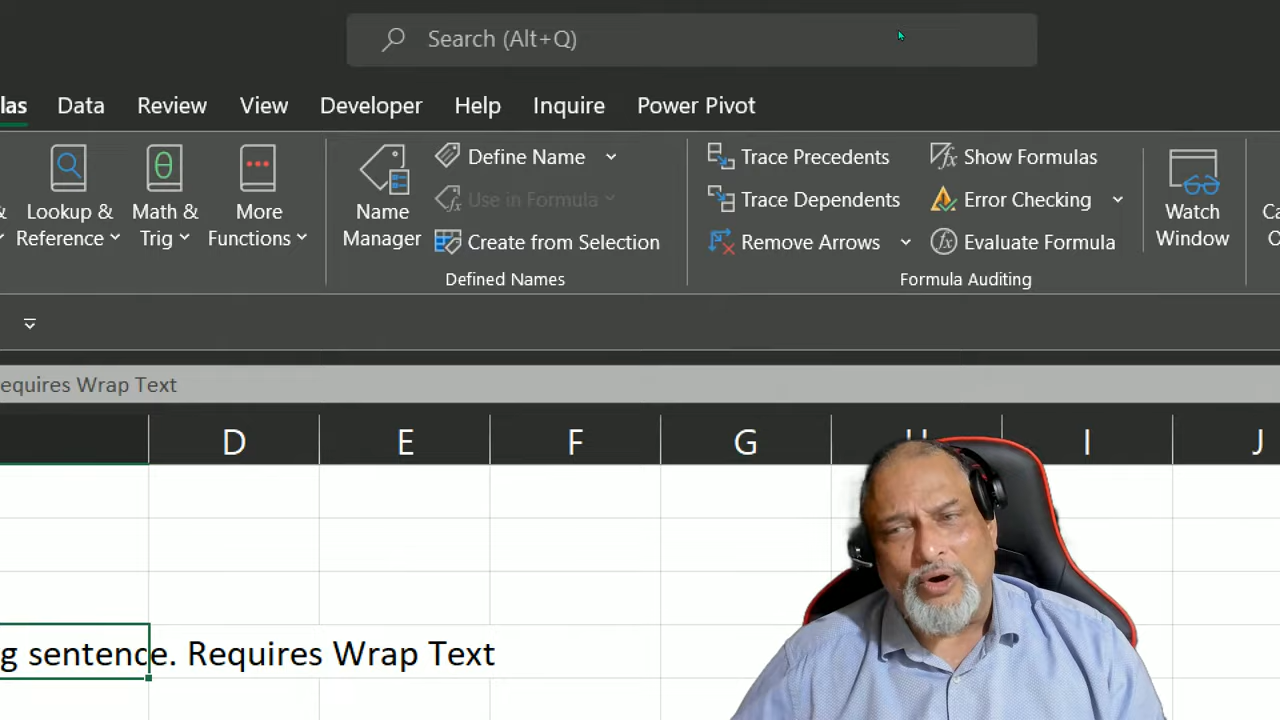 Search (Alt+Q)
las Data Review View Developer Help Inquire Power Pivot
& Lookup & Reference
Math & Trig
More Functions
Name Manager
Define Name
Use in Formula
Create from Selection
Defined Names
Trace Precedents
Trace Dependents
Remove Arrows
Show Formulas
Error Checking
Evaluate Formula
Formula Auditing
Watch Window
equires Wrap Text
D E F G H I J
g sentence. Requires Wrap Text